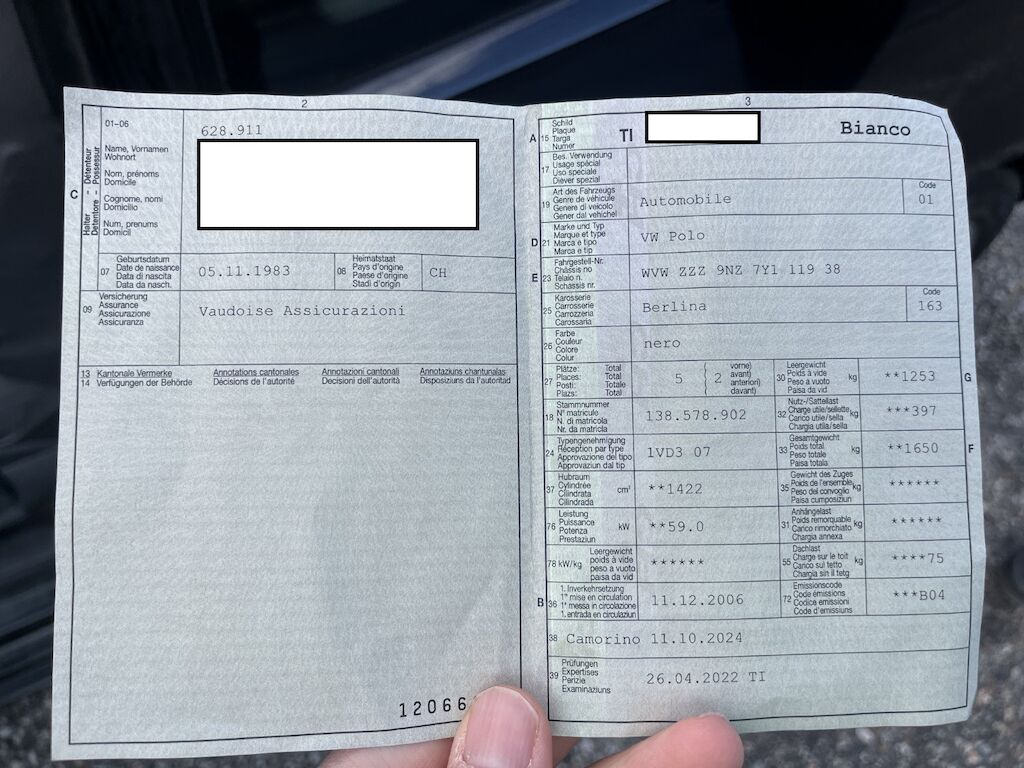 2
01–06
628.911
C
Halter – Détenteur
Detentore – Possessur
Name, Vornamen
Wohnort
Nom, prénoms
Domicile
Cognome, nomi
Domicilio
Num, prenums
Domicil
07
Geburtsdatum
Date de naissance
Data di nascita
Data da nasch.
05.11.1983
08
Heimatstaat
Pays d'origine
Paese d'origine
Stadi d'origin
CH
09
Versicherung
Assurance
Assicurazione
Assicuranza
Vaudoise Assicurazioni
13 Kantonale Vermerke Annotations cantonales Annotazioni cantonali Annotaziuns chantunalas
14 Verfügungen der Behörde Décisions de l'autorité Decisioni dell'autorità Disposiziuns da l'autoritad
12066
3
A 15
Schild
Plaque
Targa
Numer
TI
Bianco
17
Bes. Verwendung
Usage spécial
Uso speciale
Diever spezial
19
Art des Fahrzeugs
Genre de véhicule
Genere di veicolo
Gener dal vehichel
Automobile
Code
01
D 21
Marke und Typ
Marque et type
Marca e tipo
Marca e tip
VW Polo
E 23
Fahrgestell-Nr.
Châssis no
Telaio n.
Schassis nr.
WVW ZZZ 9NZ 7Y1 119 38
25
Karosserie
Carrosserie
Carrozzeria
Carossaria
Berlina
Code
163
26
Farbe
Couleur
Colore
Colur
nero
27
Plätze: Total
Places: Total
Posti: Totale
Plazs: Total
5
2
vorne)
avant)
anteriori)
davant)
30
Leergewicht
Poids à vide
Peso a vuoto
Paisa da vid
kg
**1253
G
18
Stammnummer
N° matricule
N. di matricola
Nr. da matricla
138.578.902
32
Nutz-/Sattellast
Charge utile/sellette
Carico utile/sella
Chargia utila/sella
kg
***397
24
Typengenehmigung
Réception par type
Approvazione del tipo
Approvaziun dal tip
1VD3 07
33
Gesamtgewicht
Poids total
Peso totale
Paisa totala
kg
**1650
F
37
Hubraum
Cylindrée
Cilindrata
Cilindrada
cm³
**1422
35
Gewicht des Zuges
Poids de l'ensemble
Peso del convoglio
Paisa cumposiziun
kg
******
76
Leistung
Puissance
Potenza
Prestaziun
kW
**59.0
31
Anhängelast
Poids remorquable
Carico rimorchiato
Chargia annexa
kg
******
78 kW/kg
Leergewicht
poids à vide
peso a vuoto
paisa da vid
******
55
Dachlast
Charge sur le toit
Carico sul tetto
Chargia sin il tetg
kg
****75
B 36
1. Inverkehrsetzung
1re mise en circulation
1a messa in circolazione
1. entrada en circulaziun
11.12.2006
72
Emissionscode
Code émissions
Codice emissioni
Code d'emissiuns
***B04
38
Camorino 11.10.2024
39
Prüfungen
Expertises
Perizie
Examinaziuns
26.04.2022 TI